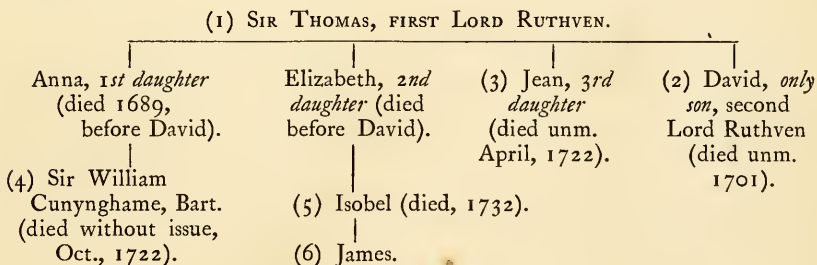 (1) Sir Thomas, first Lord Ruthven.
Anna, 1st daughter
(died 1689,
before David).
Elizabeth, 2nd
daughter (died
before David).
(3) Jean, 3rd
daughter
(died unm.
April, 1722).
(2) David, only
son, second
Lord Ruthven
(died unm.
1701).
(4) Sir William
Cunynghame, Bart.
(died without issue,
Oct., 1722).
(5) Isobel (died, 1732).
(6) James.